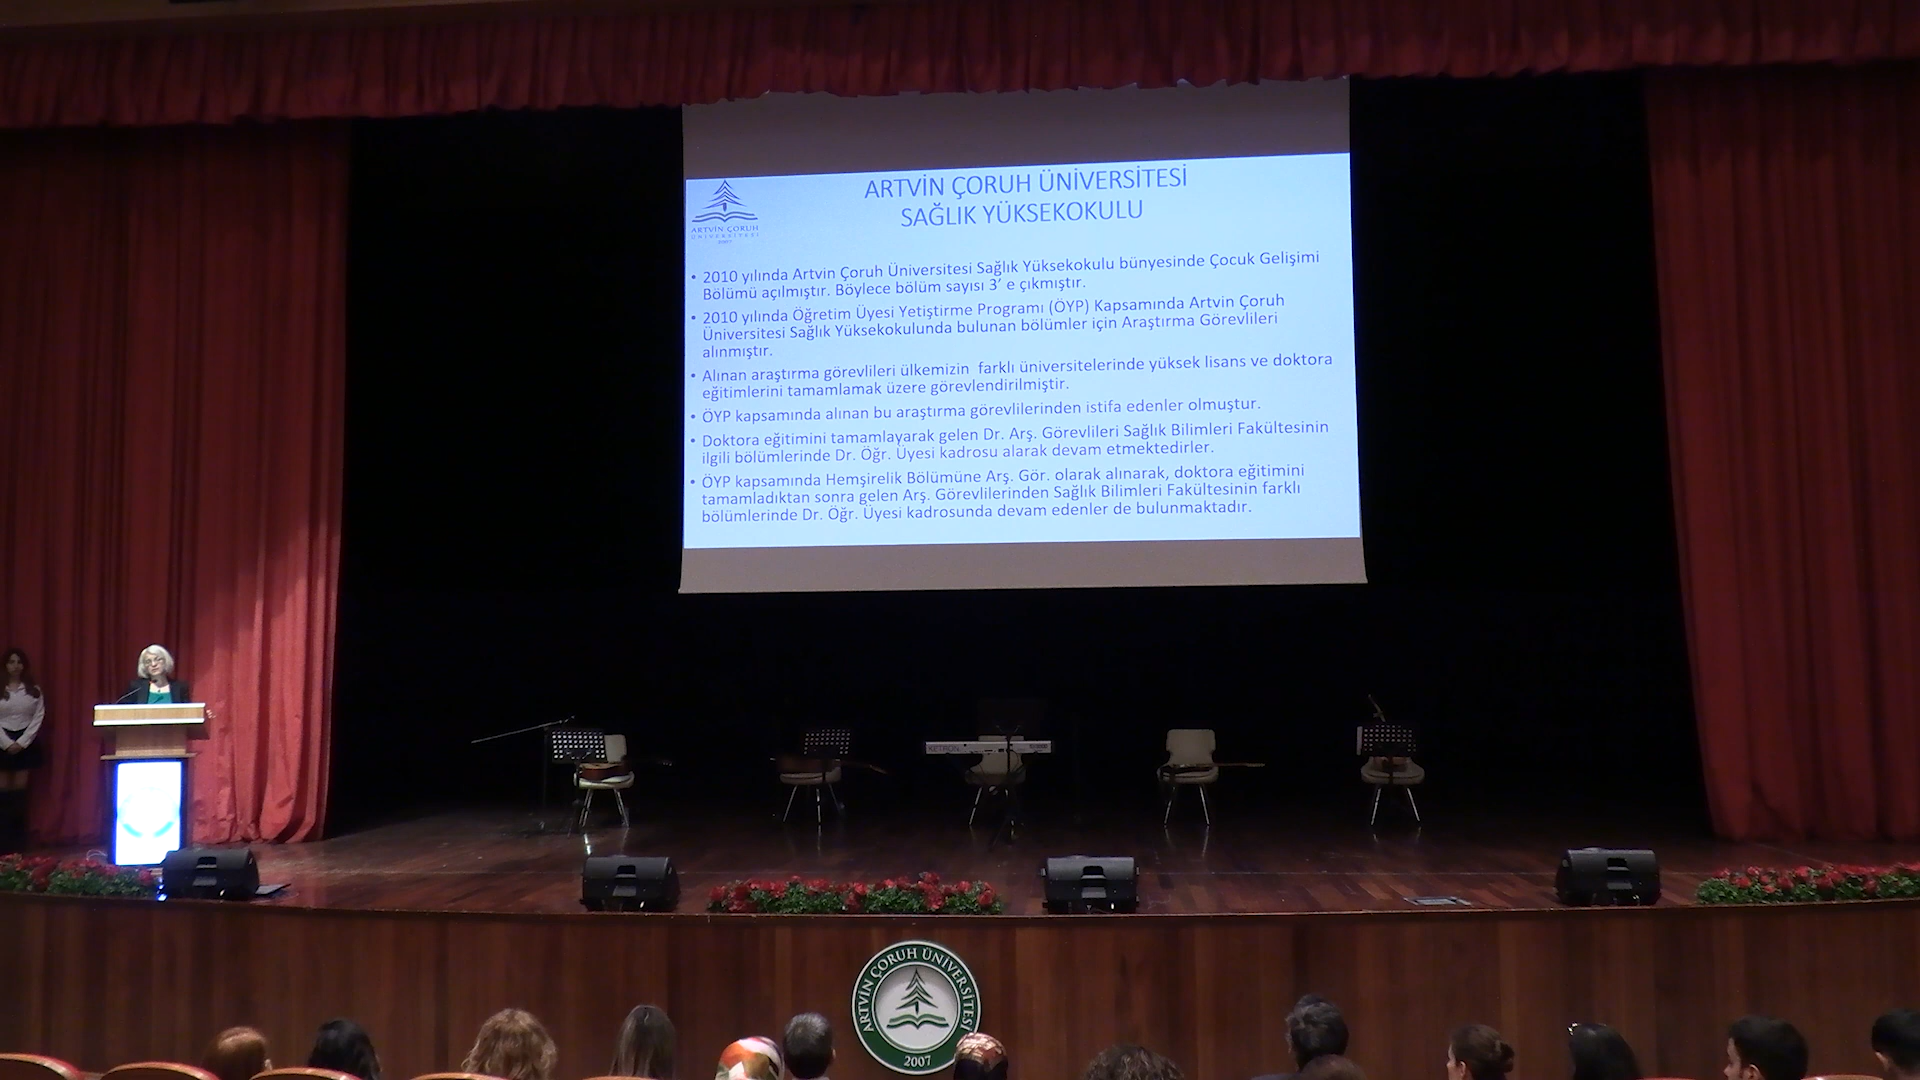 ARTVİN ÇORUH ÜNİVERSİTESİ
SAĞLIK YÜKSEKOKULU
ARTVİN ÇORUH
ÜNİVERSİTESİ
2007
• 2010 yılında Artvin Çoruh Üniversitesi Sağlık Yüksekokulu bünyesinde Çocuk Gelişimi
Bölümü açılmıştır. Böylece bölüm sayısı 3’ e çıkmıştır.
• 2010 yılında Öğretim Üyesi Yetiştirme Programı (ÖYP) Kapsamında Artvin Çoruh
Üniversitesi Sağlık Yüksekokulunda bulunan bölümler için Araştırma Görevlileri
alınmıştır.
• Alınan araştırma görevlileri ülkemizin farklı üniversitelerinde yüksek lisans ve doktora
eğitimlerini tamamlamak üzere görevlendirilmiştir.
• ÖYP kapsamında alınan bu araştırma görevlilerinden istifa edenler olmuştur.
• Doktora eğitimini tamamlayarak gelen Dr. Arş. Görevlileri Sağlık Bilimleri Fakültesinin
ilgili bölümlerinde Dr. Öğr. Üyesi kadrosu alarak devam etmektedirler.
• ÖYP kapsamında Hemşirelik Bölümüne Arş. Gör. olarak alınarak, doktora eğitimini
tamamladıktan sonra gelen Arş. Görevlilerinden Sağlık Bilimleri Fakültesinin farklı
bölümlerinde Dr. Öğr. Üyesi kadrosunda devam edenler de bulunmaktadır.
KETRON
ARTVİN ÇORUH ÜNİVERSİTESİ
2007